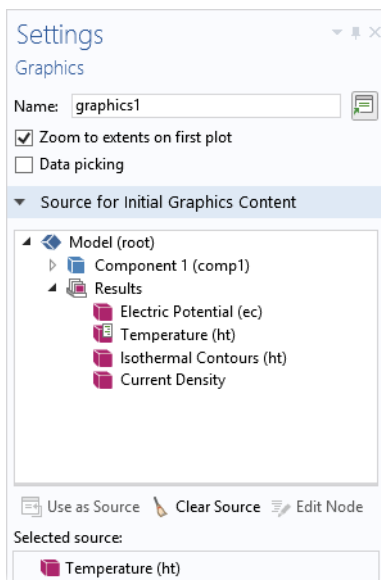 Settings
Graphics
Name: graphics1
Zoom to extents on first plot
Data picking
Source for Initial Graphics Content
Model (root)
Component 1 (comp1)
Results
Electric Potential (ec)
Temperature (ht)
Isothermal Contours (ht)
Current Density
Use as Source Clear Source Edit Node
Selected source:
Temperature (ht)